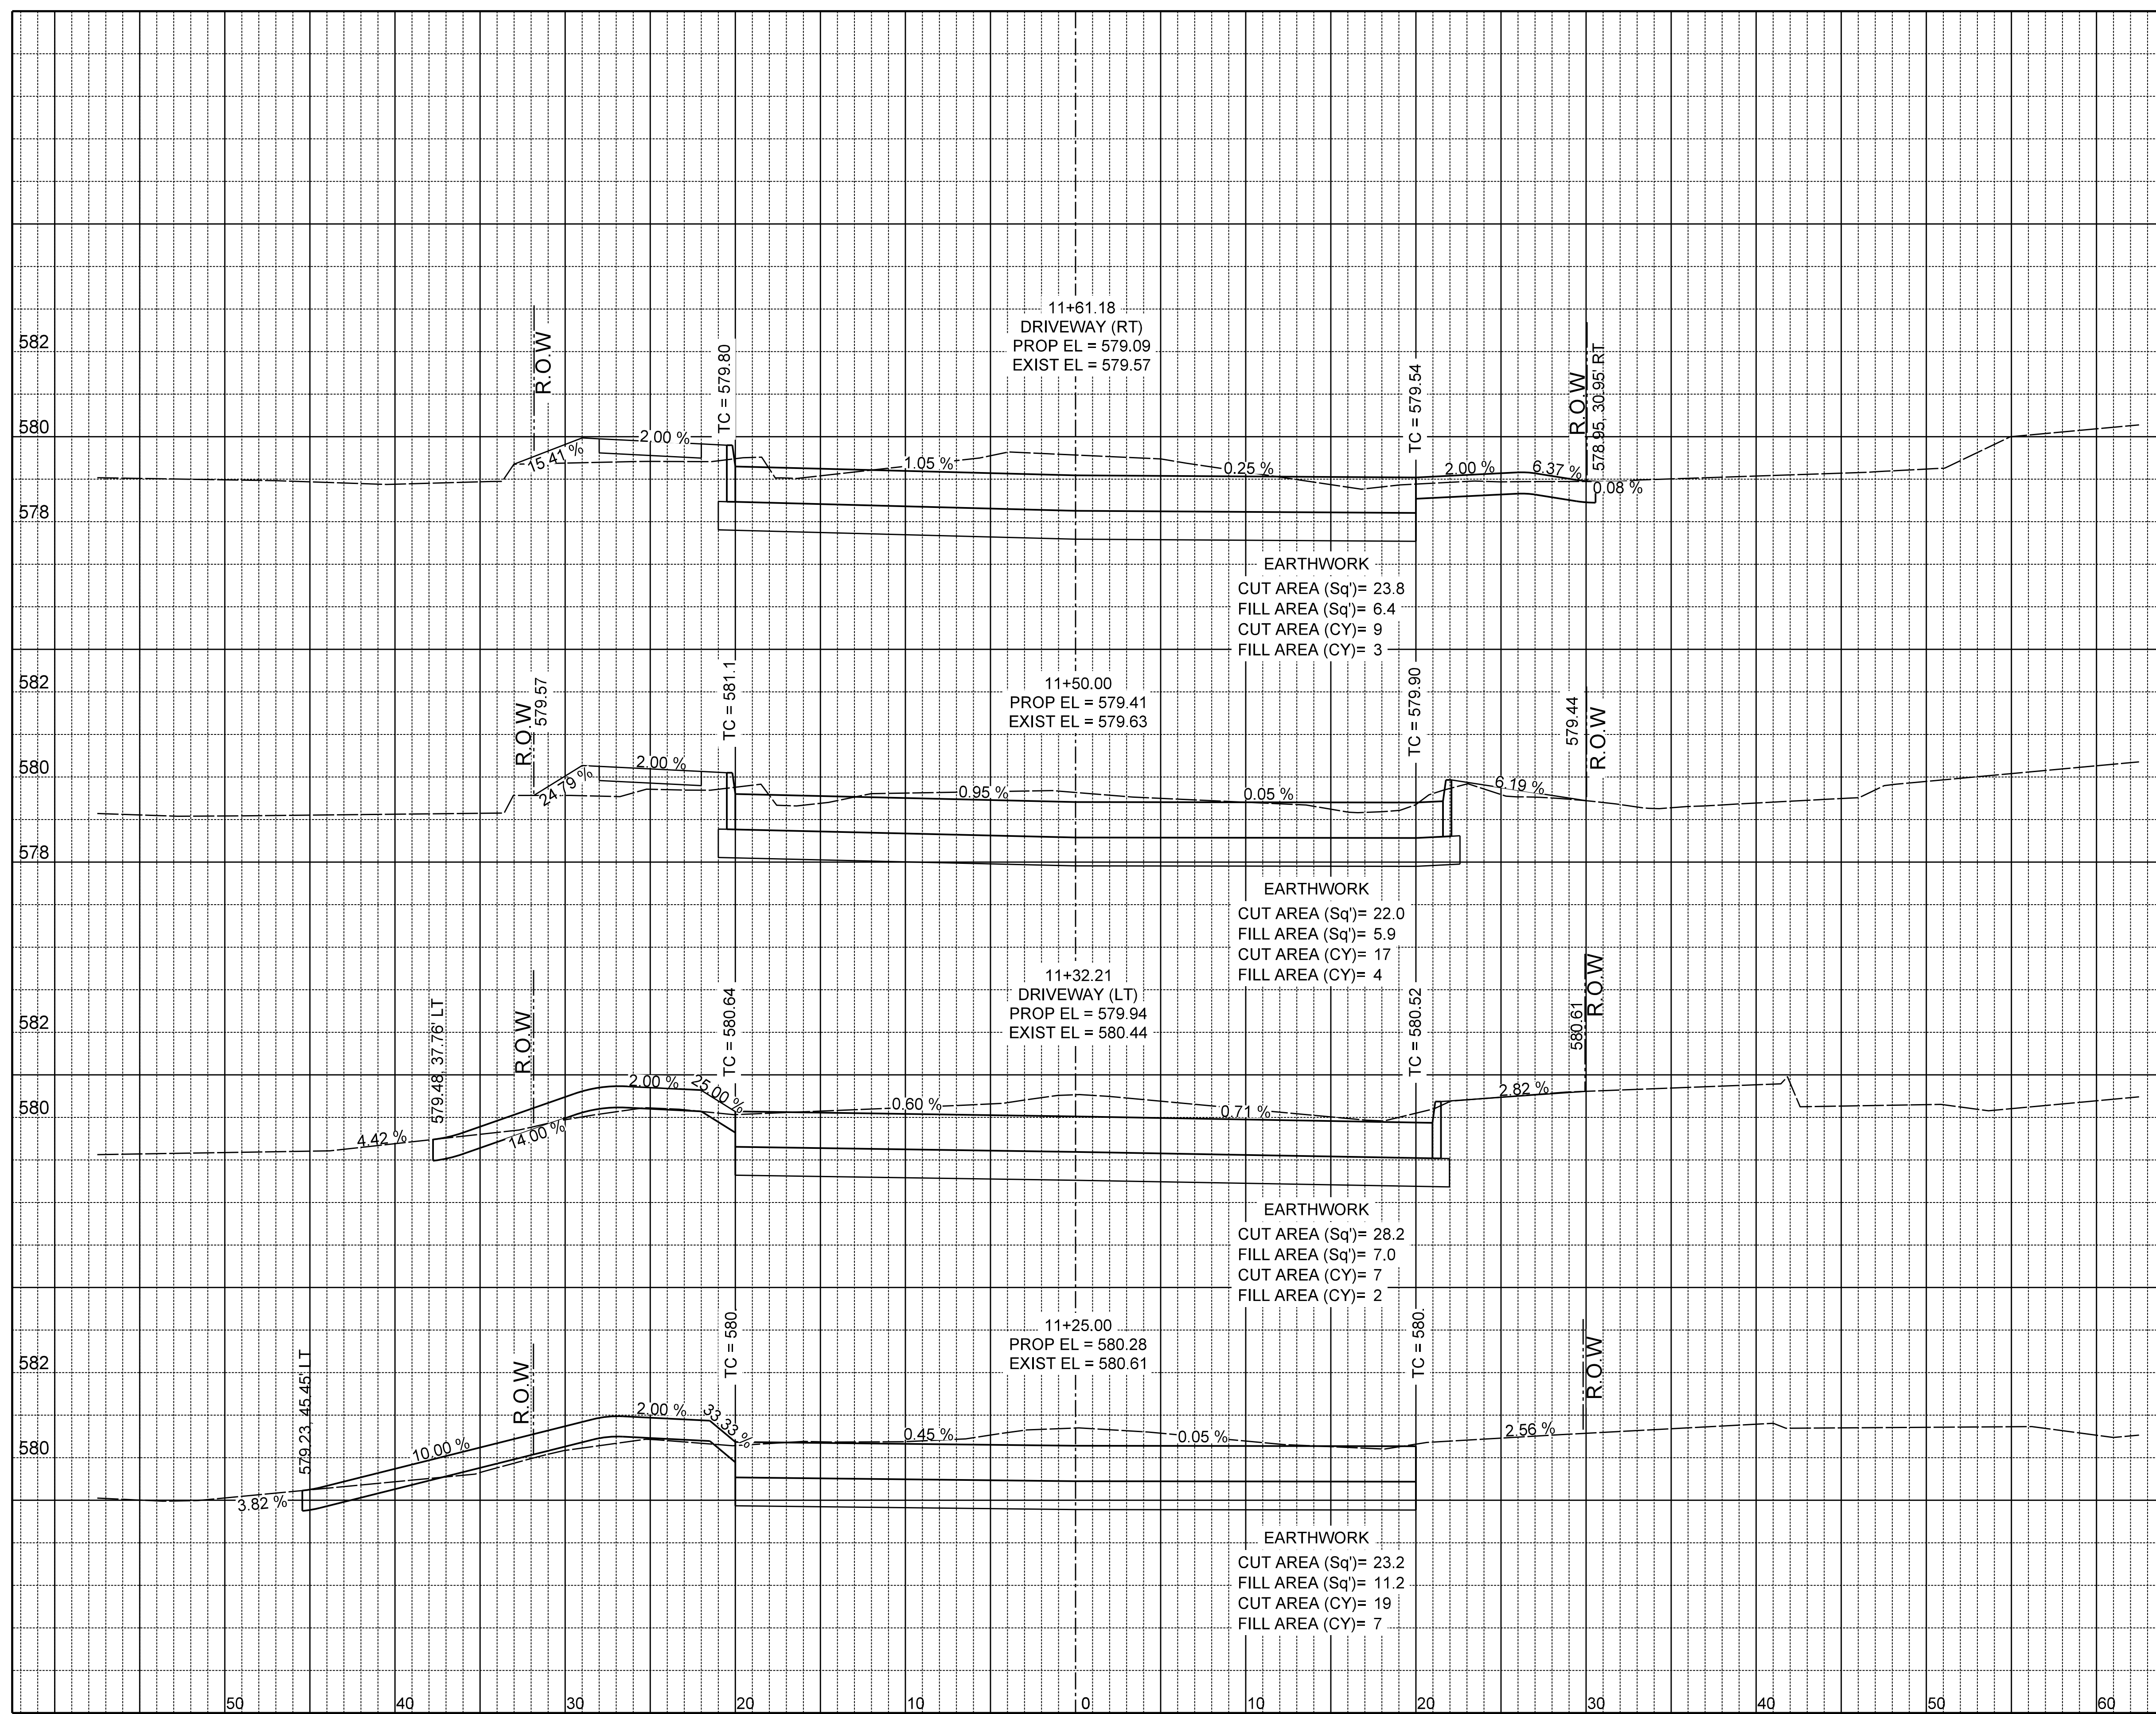 11+61.18
DRIVEWAY (RT)
PROP EL = 579.09
EXIST EL = 579.57
582
580
578
R.O.W
TC = 579.80
TC = 579.54
R.O.W
578.95, 30.95' RT
15.41 %
2.00 %
1.05 %
0.25 %
2.00 %
6.37 %
0.08 %
EARTHWORK
CUT AREA (Sq')= 23.8
FILL AREA (Sq')= 6.4
CUT AREA (CY)= 9
FILL AREA (CY)= 3
11+50.00
PROP EL = 579.41
EXIST EL = 579.63
582
580
578
R.O.W
579.57
TC = 581.1
TC = 579.90
579.44
R.O.W
24.79 %
2.00 %
0.95 %
0.05 %
6.19 %
EARTHWORK
CUT AREA (Sq')= 22.0
FILL AREA (Sq')= 5.9
CUT AREA (CY)= 17
FILL AREA (CY)= 4
11+32.21
DRIVEWAY (LT)
PROP EL = 579.94
EXIST EL = 580.44
582
580
579.48, 37.76' LT
R.O.W
TC = 580.64
TC = 580.52
580.61
R.O.W
4.42 %
14.00 %
2.00 %
25.00 %
0.60 %
0.71 %
2.82 %
EARTHWORK
CUT AREA (Sq')= 28.2
FILL AREA (Sq')= 7.0
CUT AREA (CY)= 7
FILL AREA (CY)= 2
11+25.00
PROP EL = 580.28
EXIST EL = 580.61
582
580
579.23, 45.45' LT
R.O.W
TC = 580.
TC = 580.
R.O.W
3.82 %
10.00 %
2.00 %
33.33 %
0.45 %
0.05 %
2.56 %
EARTHWORK
CUT AREA (Sq')= 23.2
FILL AREA (Sq')= 11.2
CUT AREA (CY)= 19
FILL AREA (CY)= 7
50 40 30 20 10 0 10 20 30 40 50 60